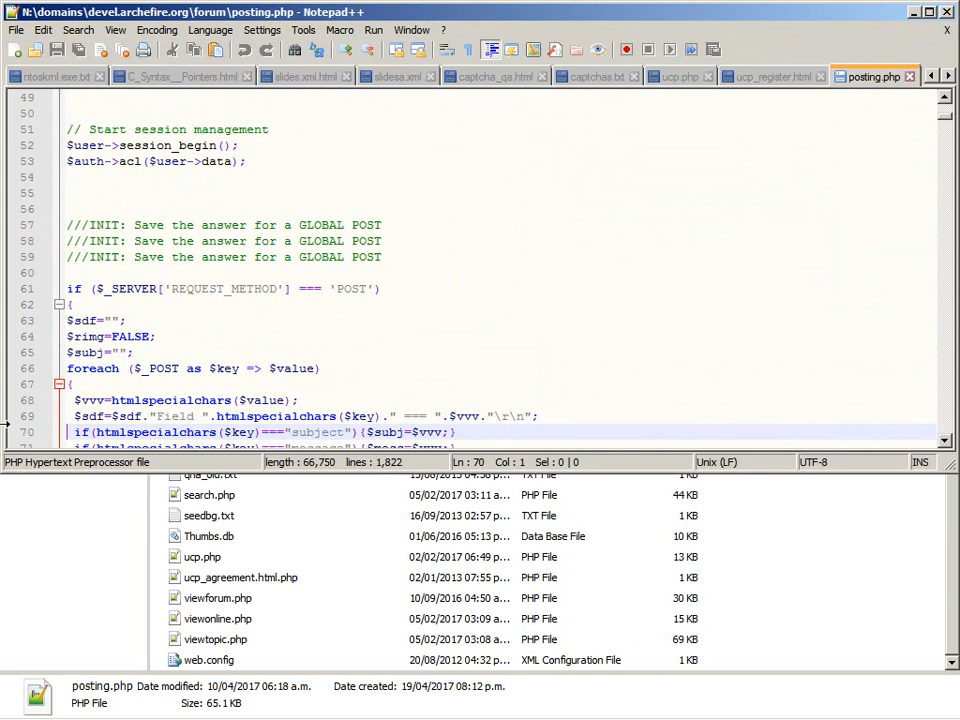 N:\domains\devel.archefire.org\forum\posting.php - Notepad++
File Edit Search View Encoding Language Settings Tools Macro Run Window ? X
ntoskrnl.exe.txt C_Syntax__Pointers.html slides.xml.html slidesa.xml captcha_qa.html captchas.txt ucp.php ucp_register.html posting.php
49
50
51 // Start session management
52 $user->session_begin();
53 $auth->acl($user->data);
54
55
56
57 ///INIT: Save the answer for a GLOBAL POST
58 ///INIT: Save the answer for a GLOBAL POST
59 ///INIT: Save the answer for a GLOBAL POST
60
61 if ($_SERVER['REQUEST_METHOD'] === 'POST')
62 {
63 $sdf="";
64 $rimg=FALSE;
65 $subj="";
66 foreach ($_POST as $key => $value)
67 {
68 $vvv=htmlspecialchars($value);
69 $sdf=$sdf."Field ".htmlspecialchars($key)." === ".$vvv."\r\n";
70 if(htmlspecialchars($key)==="subject"){$subj=$vvv;}
PHP Hypertext Preprocessor file length : 66,750 lines : 1,822 Ln : 70 Col : 1 Sel : 0 | 0 Unix (LF) UTF-8 INS
search.php 05/02/2017 03:11 a... PHP File 44 KB
seedbg.txt 16/09/2013 02:57 p... TXT File 1 KB
Thumbs.db 01/06/2016 05:13 p... Data Base File 10 KB
ucp.php 02/02/2017 06:49 p... PHP File 13 KB
ucp_agreement.html.php 02/01/2013 07:55 p... PHP File 1 KB
viewforum.php 10/09/2016 04:50 a... PHP File 30 KB
viewonline.php 05/02/2017 03:09 a... PHP File 15 KB
viewtopic.php 05/02/2017 03:08 a... PHP File 69 KB
web.config 20/08/2012 04:32 p... XML Configuration File 1 KB
posting.php Date modified: 10/04/2017 06:18 a.m. Date created: 19/04/2017 08:12 p.m.
PHP File Size: 65.1 KB